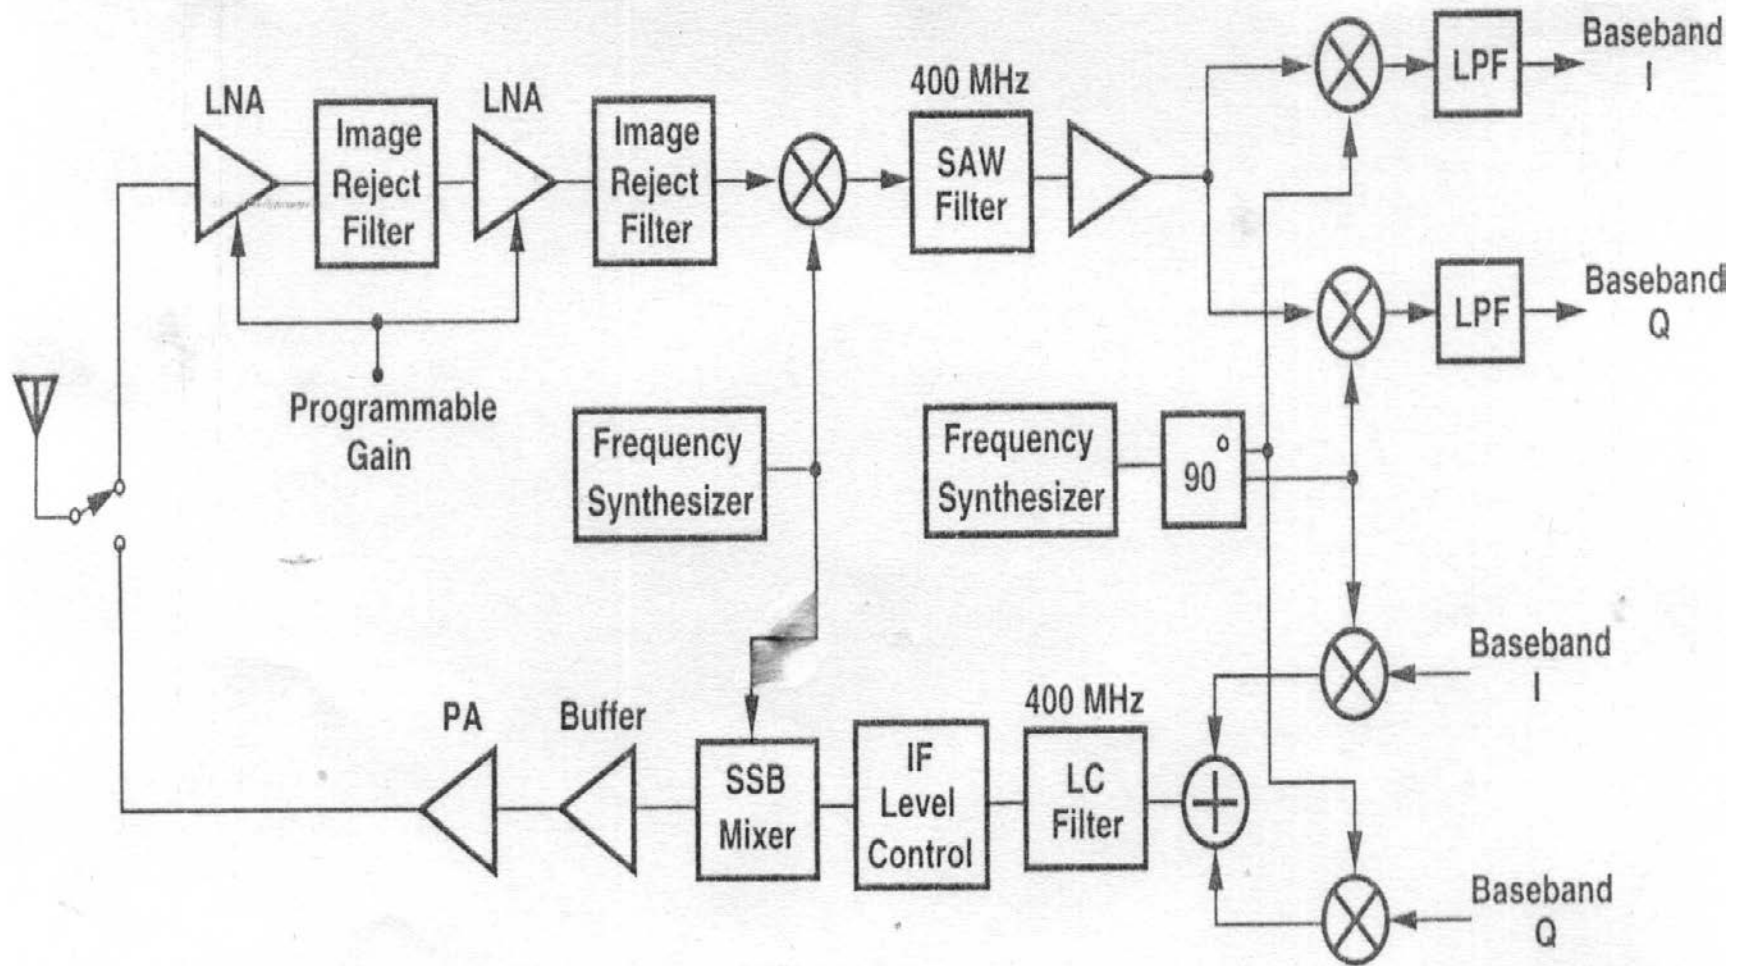 LNA
Image
Reject
Filter
LNA
Image
Reject
Filter
400 MHz
SAW
Filter
LPF
Baseband
I
LPF
Baseband
Q
Programmable
Gain
Frequency
Synthesizer
Frequency
Synthesizer
90°
PA
Buffer
SSB
Mixer
IF
Level
Control
400 MHz
LC
Filter
Baseband
I
Baseband
Q